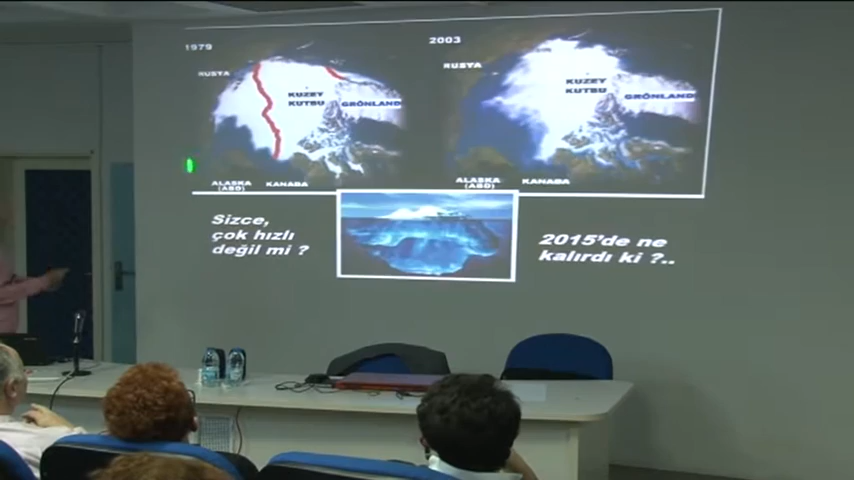 1979
RUSYA
KUZEY
KUTBU
GRÖNLAND
ALASKA
(ABD)
KANADA
2003
RUSYA
KUZEY
KUTBU
GRÖNLAND
ALASKA
(ABD)
KANADA
Sizce,
çok hızlı
değil mi ?
2015'de ne
kalırdı ki ?..